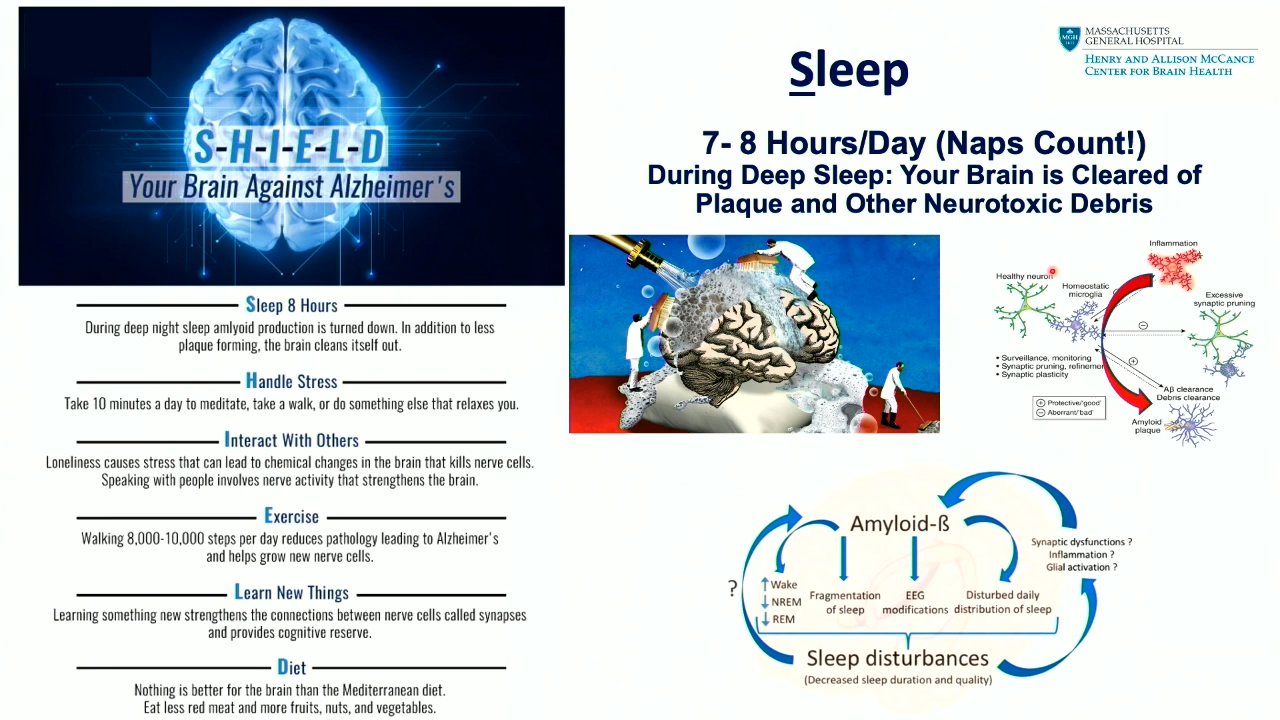 S-H-I-E-L-D
Your Brain Against Alzheimer's
Sleep 8 Hours
During deep night sleep amlyoid production is turned down. In addition to less
plaque forming, the brain cleans itself out.
Handle Stress
Take 10 minutes a day to meditate, take a walk, or do something else that relaxes you.
Interact With Others
Loneliness causes stress that can lead to chemical changes in the brain that kills nerve cells.
Speaking with people involves nerve activity that strengthens the brain.
Exercise
Walking 8,000-10,000 steps per day reduces pathology leading to Alzheimer's
and helps grow new nerve cells.
Learn New Things
Learning something new strengthens the connections between nerve cells called synapses
and provides cognitive reserve.
Diet
Nothing is better for the brain than the Mediterranean diet.
Eat less red meat and more fruits, nuts, and vegetables.
Sleep
MGH
1811
MASSACHUSETTS
GENERAL HOSPITAL
HENRY AND ALLISON MCCANCE
CENTER FOR BRAIN HEALTH
7- 8 Hours/Day (Naps Count!)
During Deep Sleep: Your Brain is Cleared of
Plaque and Other Neurotoxic Debris
Inflammation
Healthy neuron
Homeostatic
microglia
Excessive
synaptic pruning
−
• Surveillance, monitoring
• Synaptic pruning, refinemen
• Synaptic plasticity
+
Aβ clearance
Debris clearance
+ Protective/'good'
− Aberrant/'bad'
Amyloid
plaque
Amyloid-ß
Synaptic dysfunctions ?
Inflammation ?
Glial activation ?
?
↑ Wake
↓ NREM
↓ REM
Fragmentation
of sleep
EEG
modifications
Disturbed daily
distribution of sleep
Sleep disturbances
(Decreased sleep duration and quality)